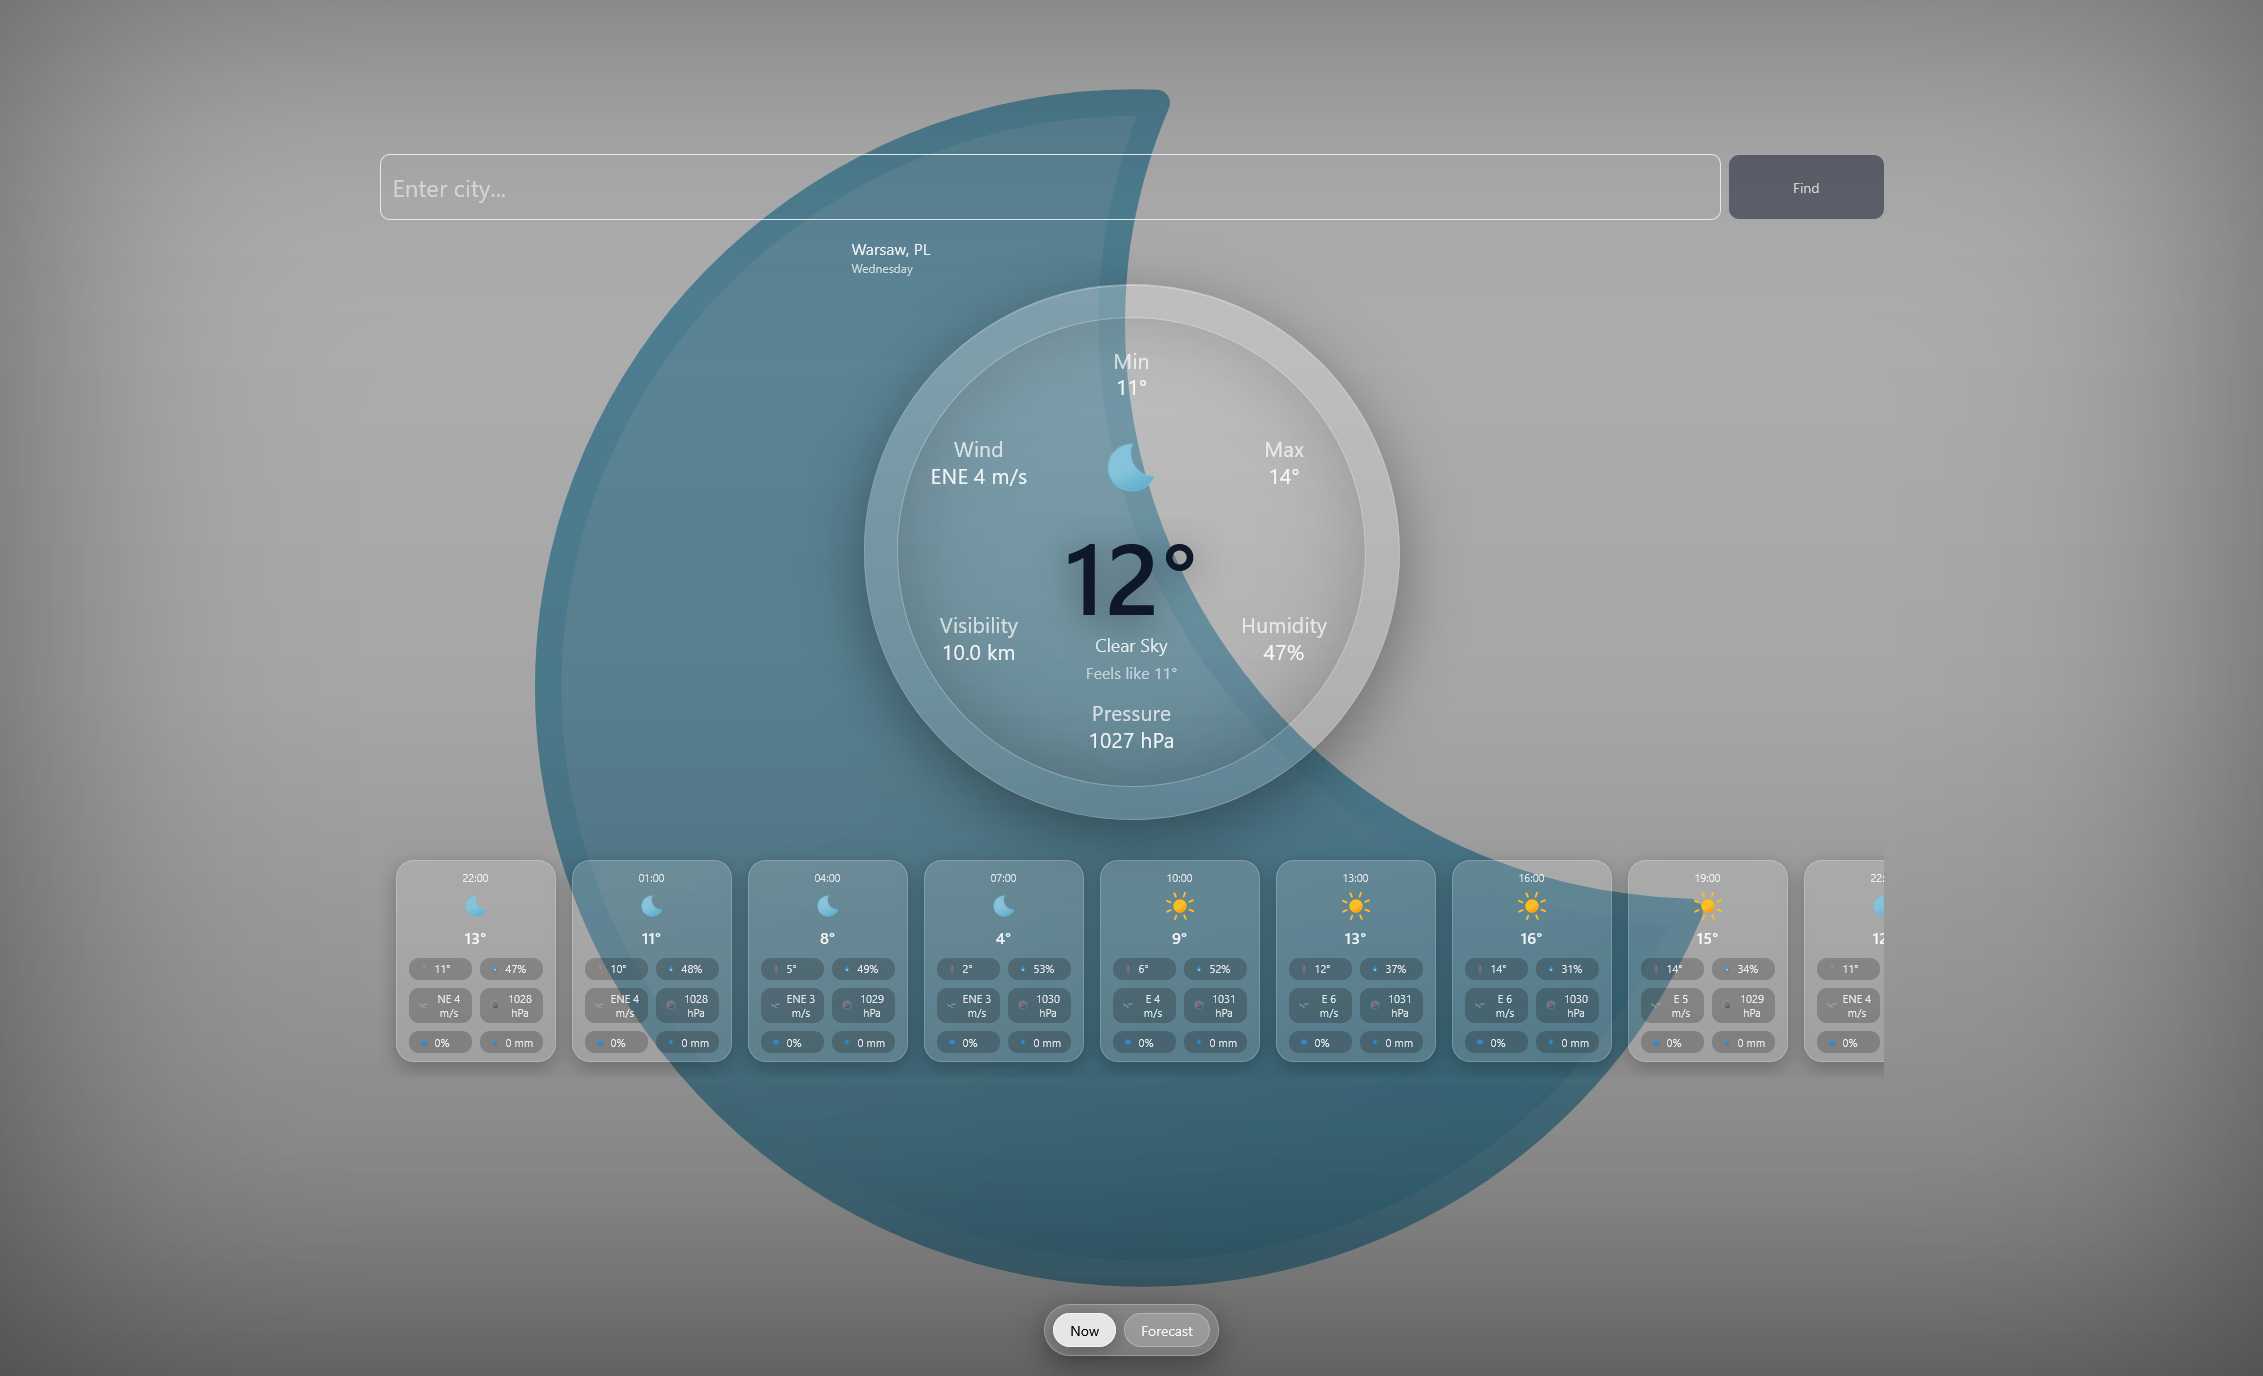 Enter city...
Find
Warsaw, PL
Wednesday
Min
11°
Wind
ENE 4 m/s
Max
14°
12°
Visibility
10.0 km
Humidity
47%
Clear Sky
Feels like 11°
Pressure
1027 hPa
22:00
13°
11° 47%
NE 4 1028
m/s hPa
0% 0 mm
01:00
11°
10° 48%
ENE 4 1028
m/s hPa
0% 0 mm
04:00
8°
5° 49%
ENE 3 1029
m/s hPa
0% 0 mm
07:00
4°
2° 53%
ENE 3 1030
m/s hPa
0% 0 mm
10:00
9°
6° 52%
E 4 1031
m/s hPa
0% 0 mm
13:00
13°
12° 37%
E 6 1031
m/s hPa
0% 0 mm
16:00
16°
14° 31%
E 6 1030
m/s hPa
0% 0 mm
19:00
15°
14° 34%
E 5 1029
m/s hPa
0% 0 mm
22:
12
11°
ENE 4
m/s
0%
Now
Forecast